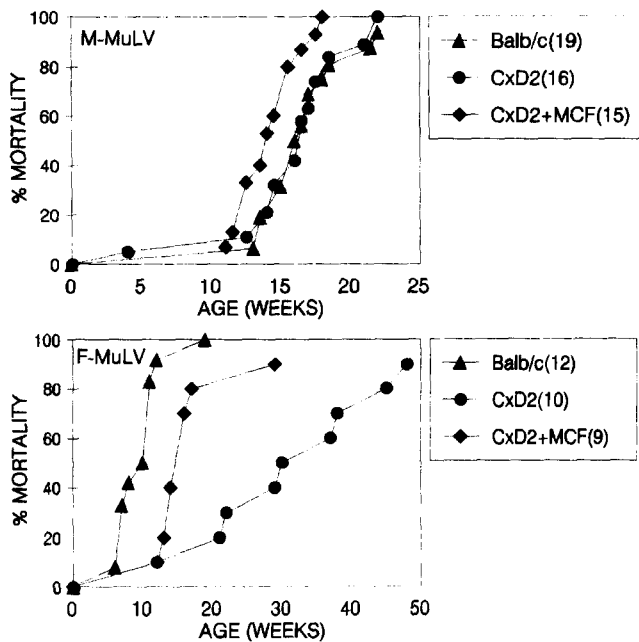 M-MuLV
% MORTALITY
100
80
60
40
20
0
0 5 10 15 20 25
AGE (WEEKS)
Balb/c(19)
CxD2(16)
CxD2+MCF(15)
F-MuLV
% MORTALITY
100
80
60
40
20
0
0 10 20 30 40 50
AGE (WEEKS)
Balb/c(12)
CxD2(10)
CxD2+MCF(9)